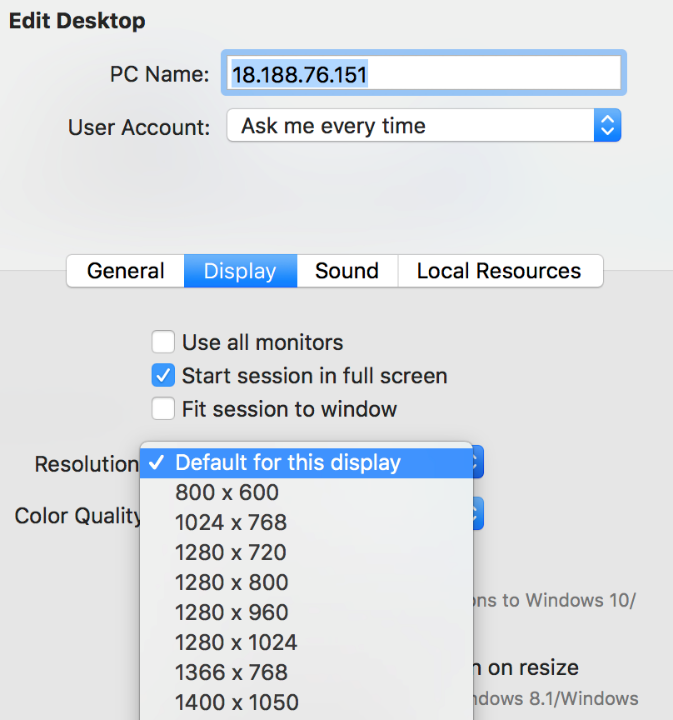 Edit Desktop
PC Name: 18.188.76.151
User Account: Ask me every time
General Display Sound Local Resources
Use all monitors
Start session in full screen
Fit session to window
Resolution Default for this display
800 x 600
Color Quality
1024 x 768
1280 x 720
1280 x 800
to Windows 10/
1280 x 960
1280 x 1024
on resize
1366 x 768
8.1/Windows
1400 x 1050